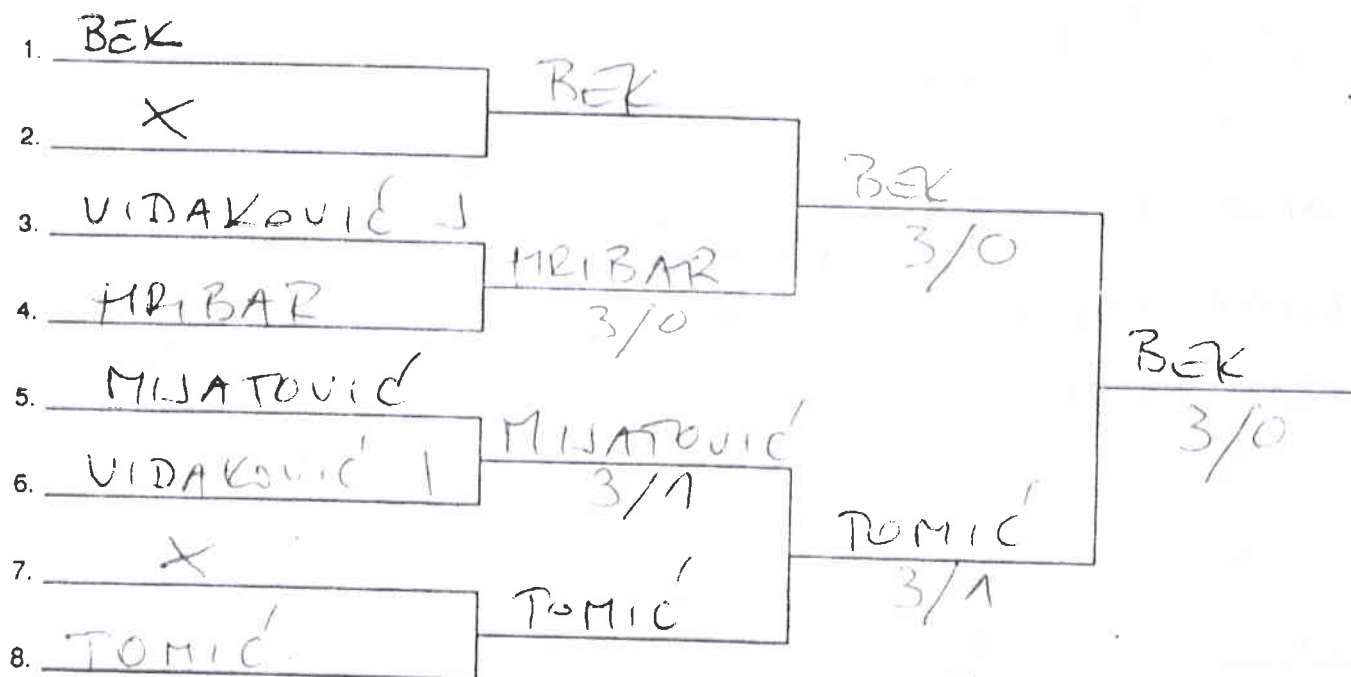 1. BEK
X
2.
3. VIDAKOVIĆ J
4. HRIBAR
5. MIJATOVIĆ
6. VIDAKOVIĆ I
X
7.
8. TOMIĆ
BEK
HRIBAR
3/0
MIJATOVIĆ
3/1
TOMIĆ
BEK
3/0
TOMIĆ
3/1
BEK
3/0